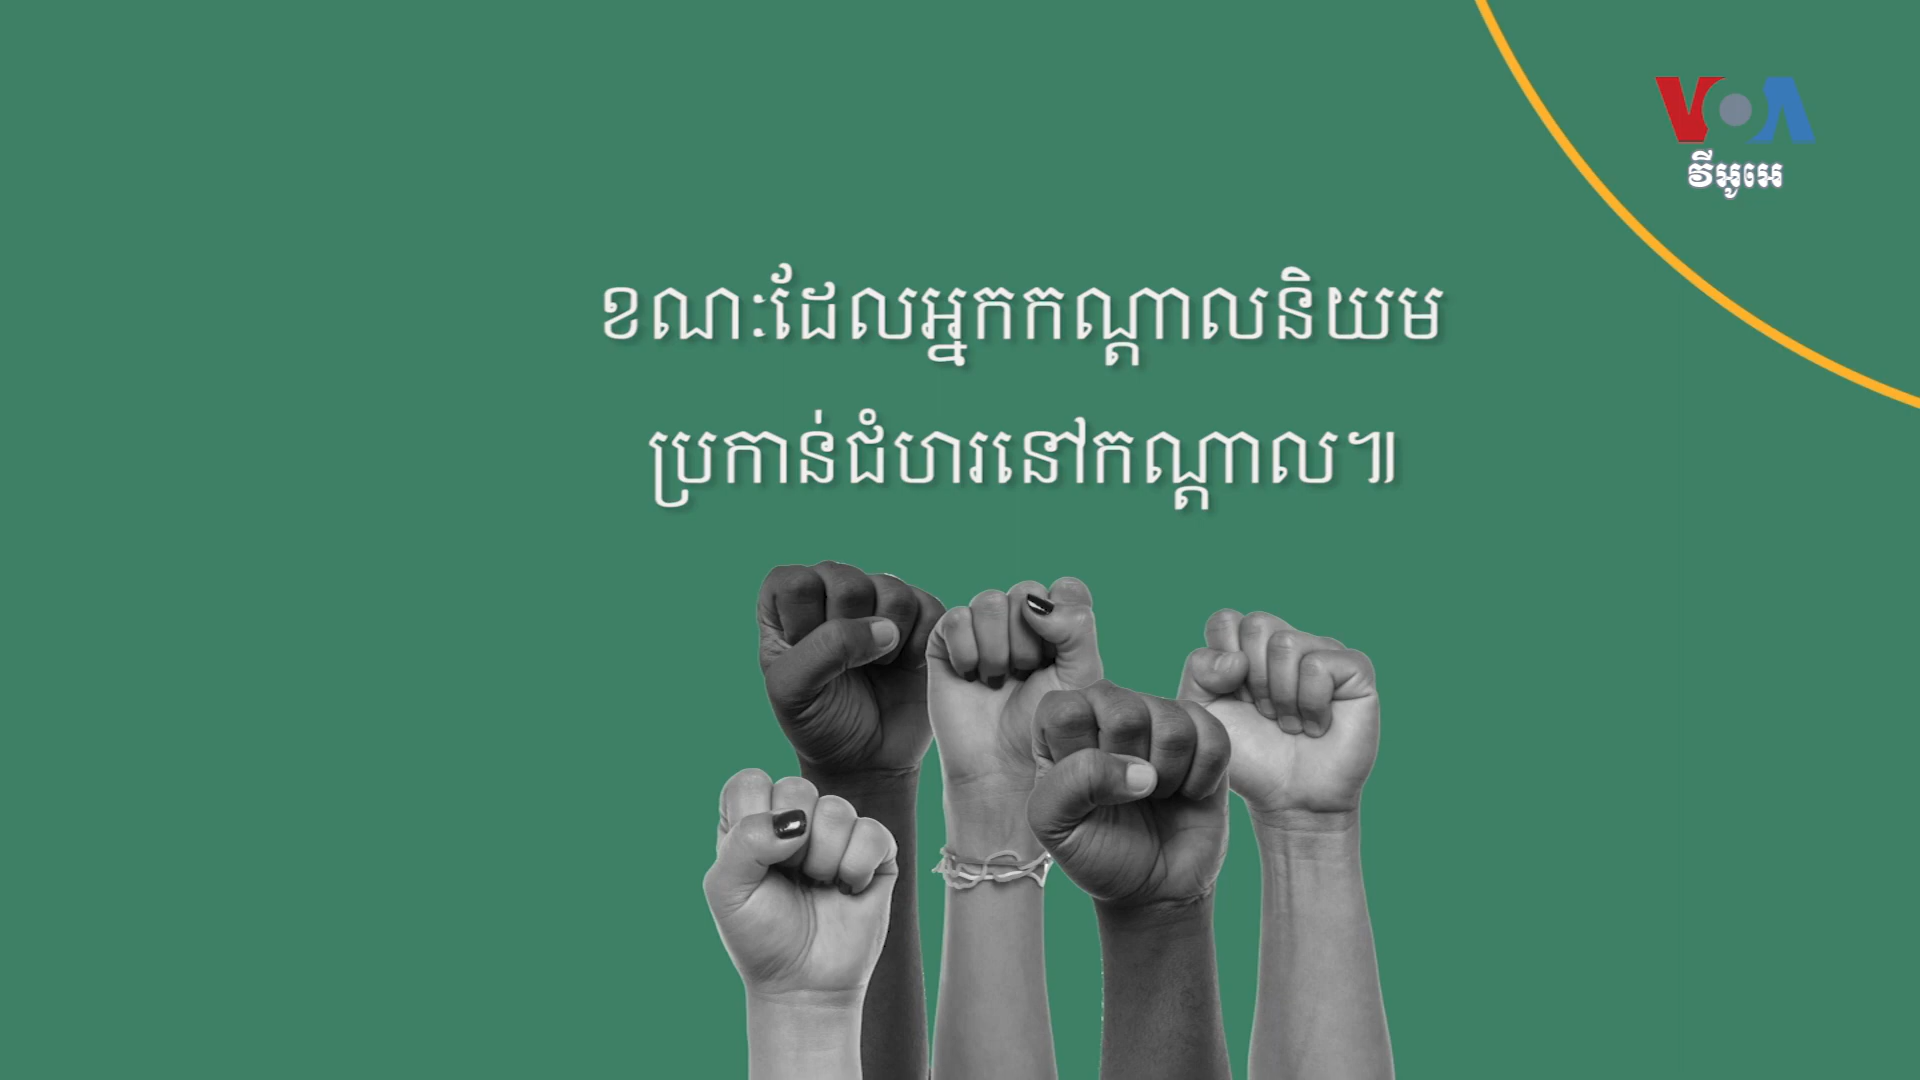 VOA
វីអូអេ
ខណៈដែលអ្នកកណ្តាលនិយម
ប្រកាន់ជំហរនៅកណ្តាល៕